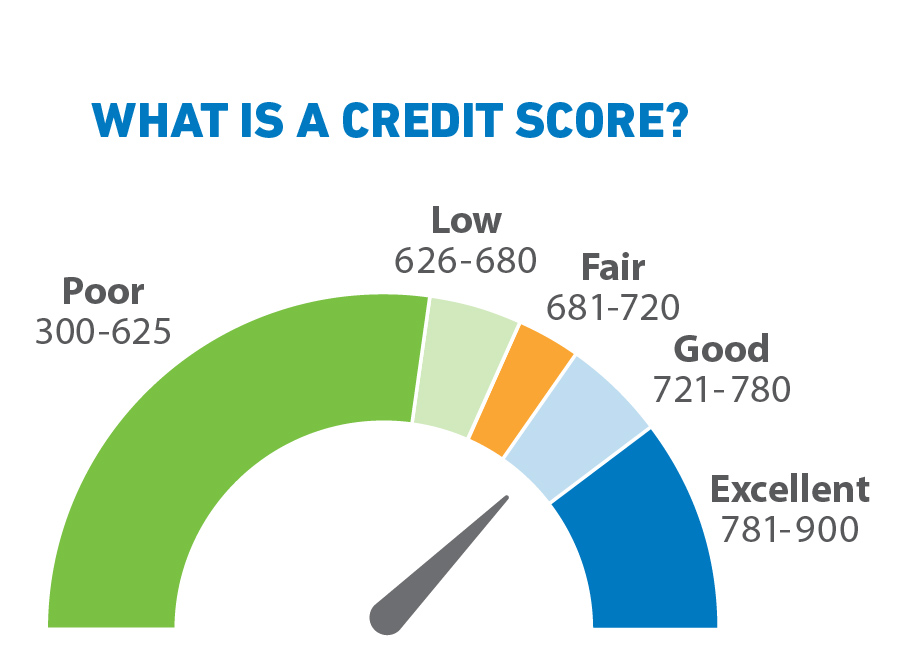 WHAT IS A CREDIT SCORE?
Poor
300-625
Low
626-680
Fair
681-720
Good
721-780
Excellent
781-900